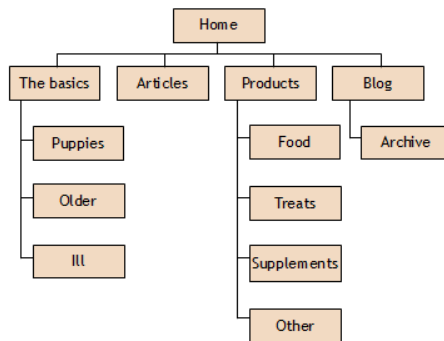 Home
The basics
Articles
Products
Blog
Puppies
Food
Archive
Older
Treats
Ill
Supplements
Other